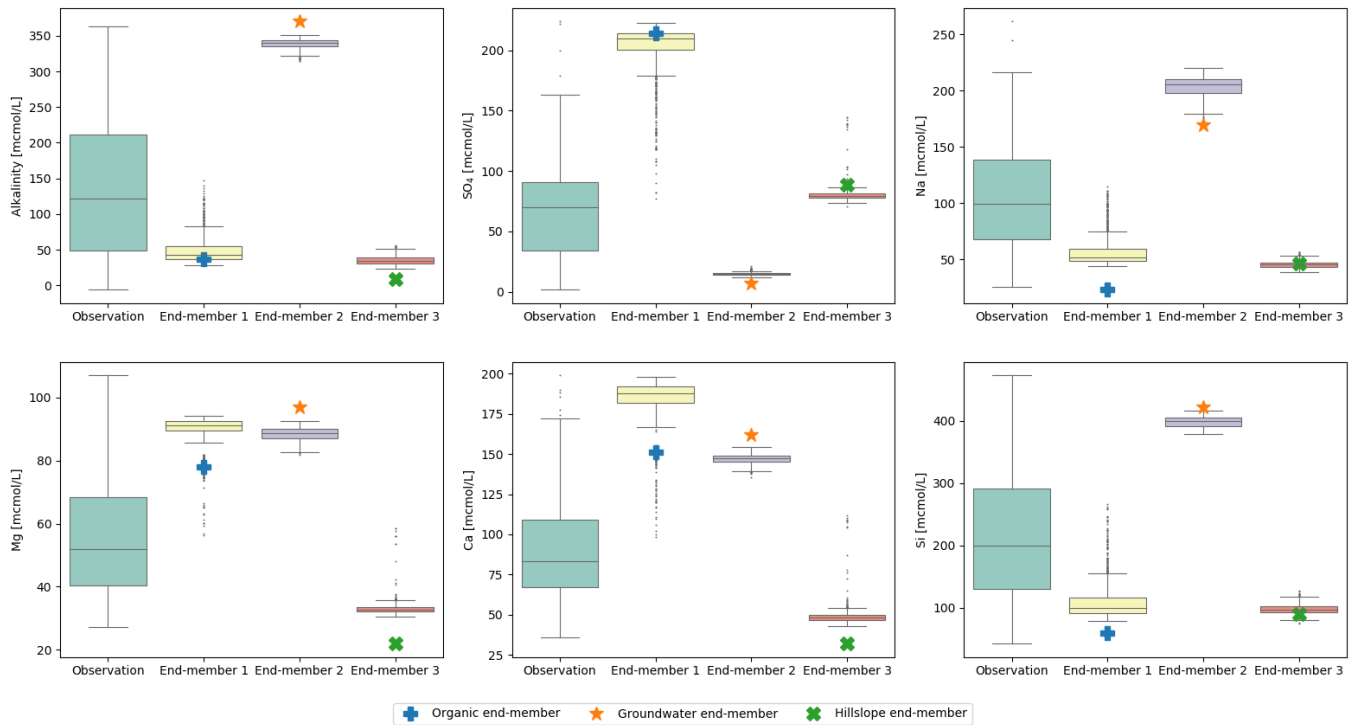 Alkalinity [mcmol/L]
350
300
250
200
150
100
50
0
Observation End-member 1 End-member 2 End-member 3
SO4 [mcmol/L]
200
150
100
50
0
Observation End-member 1 End-member 2 End-member 3
Na [mcmol/L]
250
200
150
100
50
Observation End-member 1 End-member 2 End-member 3
Mg [mcmol/L]
100
80
60
40
20
Observation End-member 1 End-member 2 End-member 3
Ca [mcmol/L]
200
175
150
125
100
75
50
25
Observation End-member 1 End-member 2 End-member 3
Si [mcmol/L]
400
300
200
100
Observation End-member 1 End-member 2 End-member 3
Organic end-member Groundwater end-member Hillslope end-member